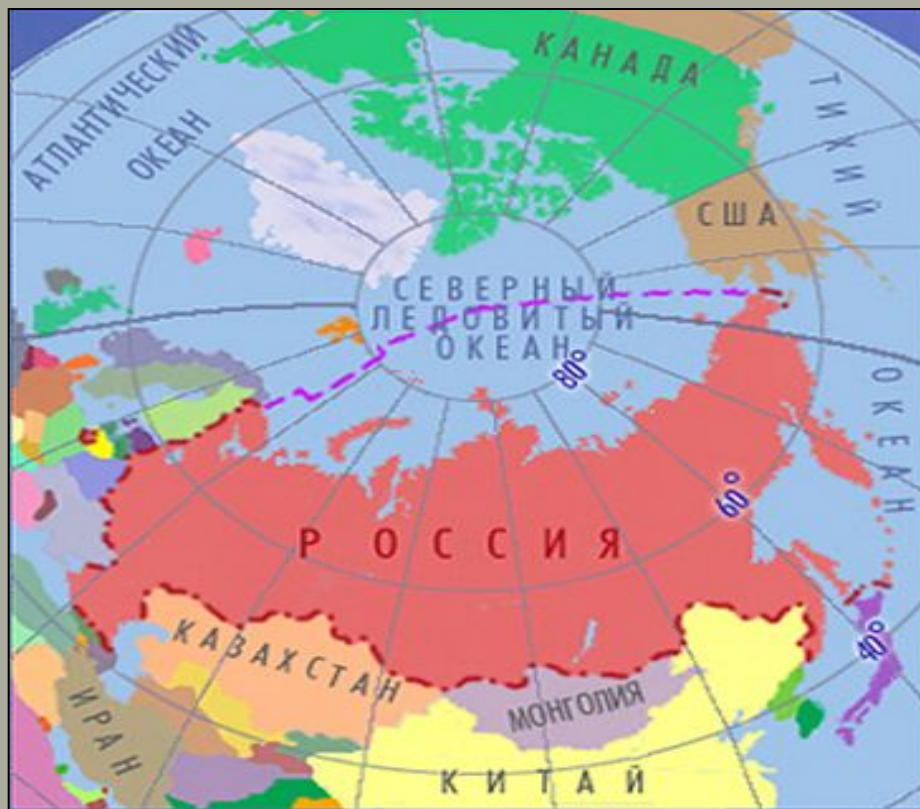 КАНАДА
АТЛАНТИЧЕСКИЙ
ОКЕАН
ТИХИЙ
США
СЕВЕРНЫЙ
ЛЕДОВИТЫЙ
ОКЕАН
80°
ОКЕАН
60°
РОССИЯ
КАЗАХСТАН
40°
МОНГОЛИЯ
ИРАН
КИТАЙ